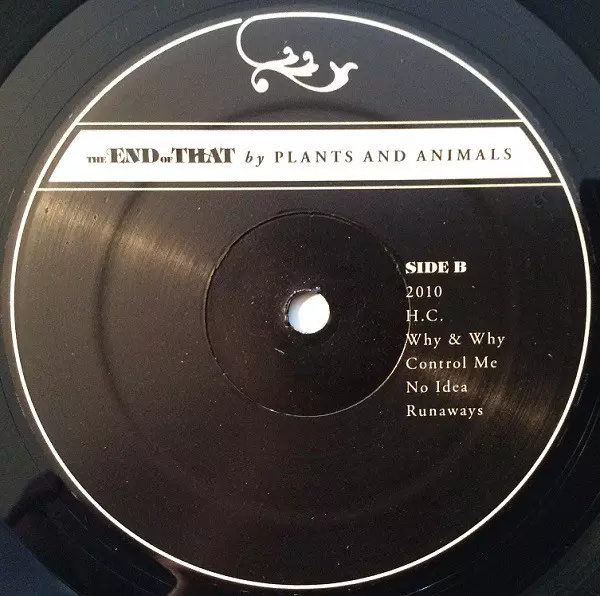 THE END OF THAT by PLANTS AND ANIMALS
SIDE B
2010
H.C.
Why & Why
Control Me
No Idea
Runaways